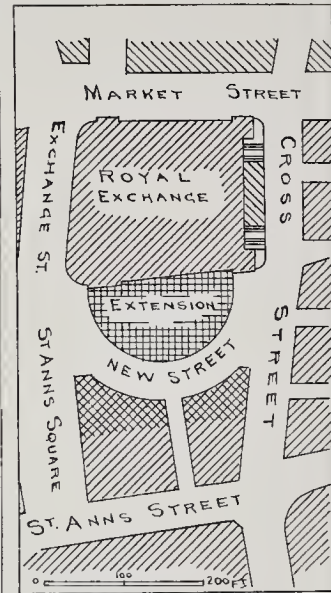 MARKET STREET
EXCHANGE ST.
ROYAL
EXCHANGE
CROSS
STREET
EXTENSION
NEW STREET
ST ANNS SQUARE
ST. ANNS STREET
0 100 200 FT